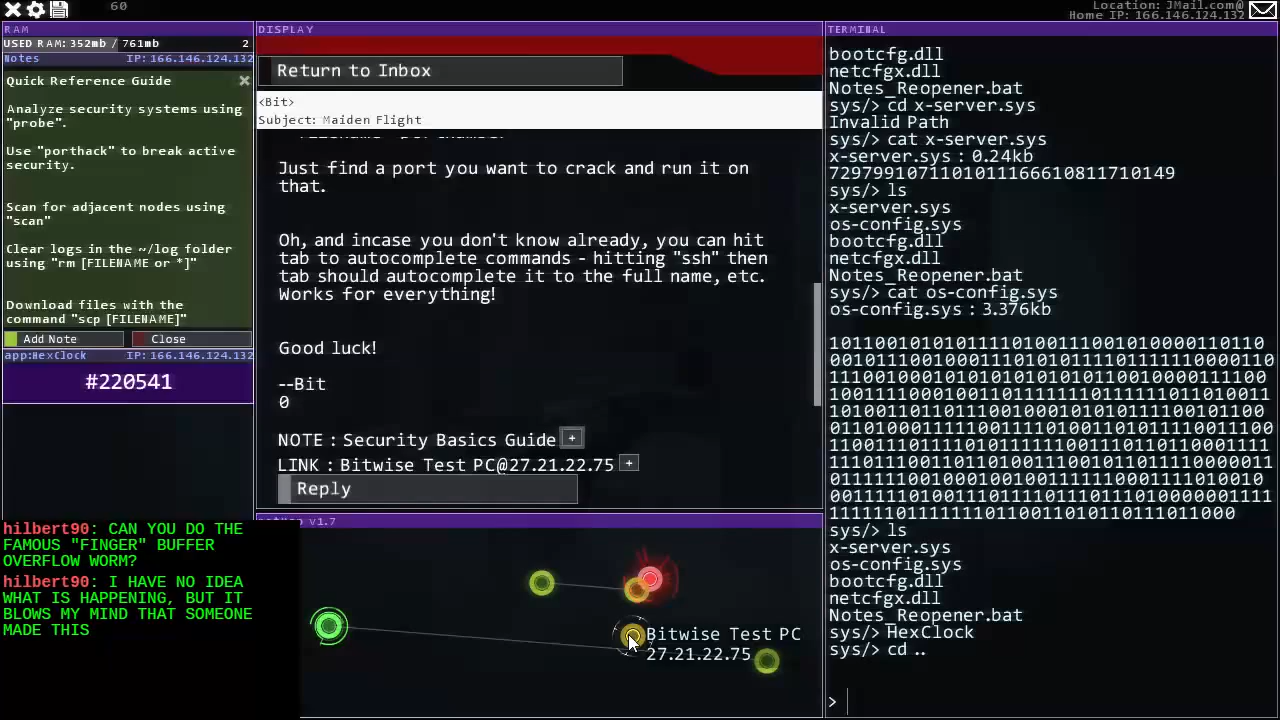 60
Location: JMail.com@
Home IP: 166.146.124.132
RAM
USED RAM: 352mb / 761mb 2
Notes IP: 166.146.124.132
Quick Reference Guide
Analyze security systems using
"probe".
Use "porthack" to break active
security.
Scan for adjacent nodes using
"scan"
Clear logs in the ~/log folder
using "rm [FILENAME or *]"
Download files with the
command "scp [FILENAME]"
Add Note Close
app:HexClock IP: 166.146.124.132
#220541
hilbert90: CAN YOU DO THE
FAMOUS "FINGER" BUFFER
OVERFLOW WORM?
hilbert90: I HAVE NO IDEA
WHAT IS HAPPENING, BUT IT
BLOWS MY MIND THAT SOMEONE
MADE THIS
DISPLAY
Return to Inbox
<Bit>
Subject: Maiden Flight
Just find a port you want to crack and run it on
that.
Oh, and incase you don't know already, you can hit
tab to autocomplete commands - hitting "ssh" then
tab should autocomplete it to the full name, etc.
Works for everything!
Good luck!
--Bit
0
NOTE : Security Basics Guide +
LINK : Bitwise Test PC@27.21.22.75 +
Reply
v1.7
Bitwise Test PC
27.21.22.75
TERMINAL
bootcfg.dll
netcfgx.dll
Notes_Reopener.bat
sys/> cd x-server.sys
Invalid Path
sys/> cat x-server.sys
x-server.sys : 0.24kb
7297991071101011166610811710149
sys/> ls
x-server.sys
os-config.sys
bootcfg.dll
netcfgx.dll
Notes_Reopener.bat
sys/> cat os-config.sys
os-config.sys : 3.376kb
sys/> ls
x-server.sys
os-config.sys
bootcfg.dll
netcfgx.dll
Notes_Reopener.bat
sys/> HexClock
sys/> cd ..
>